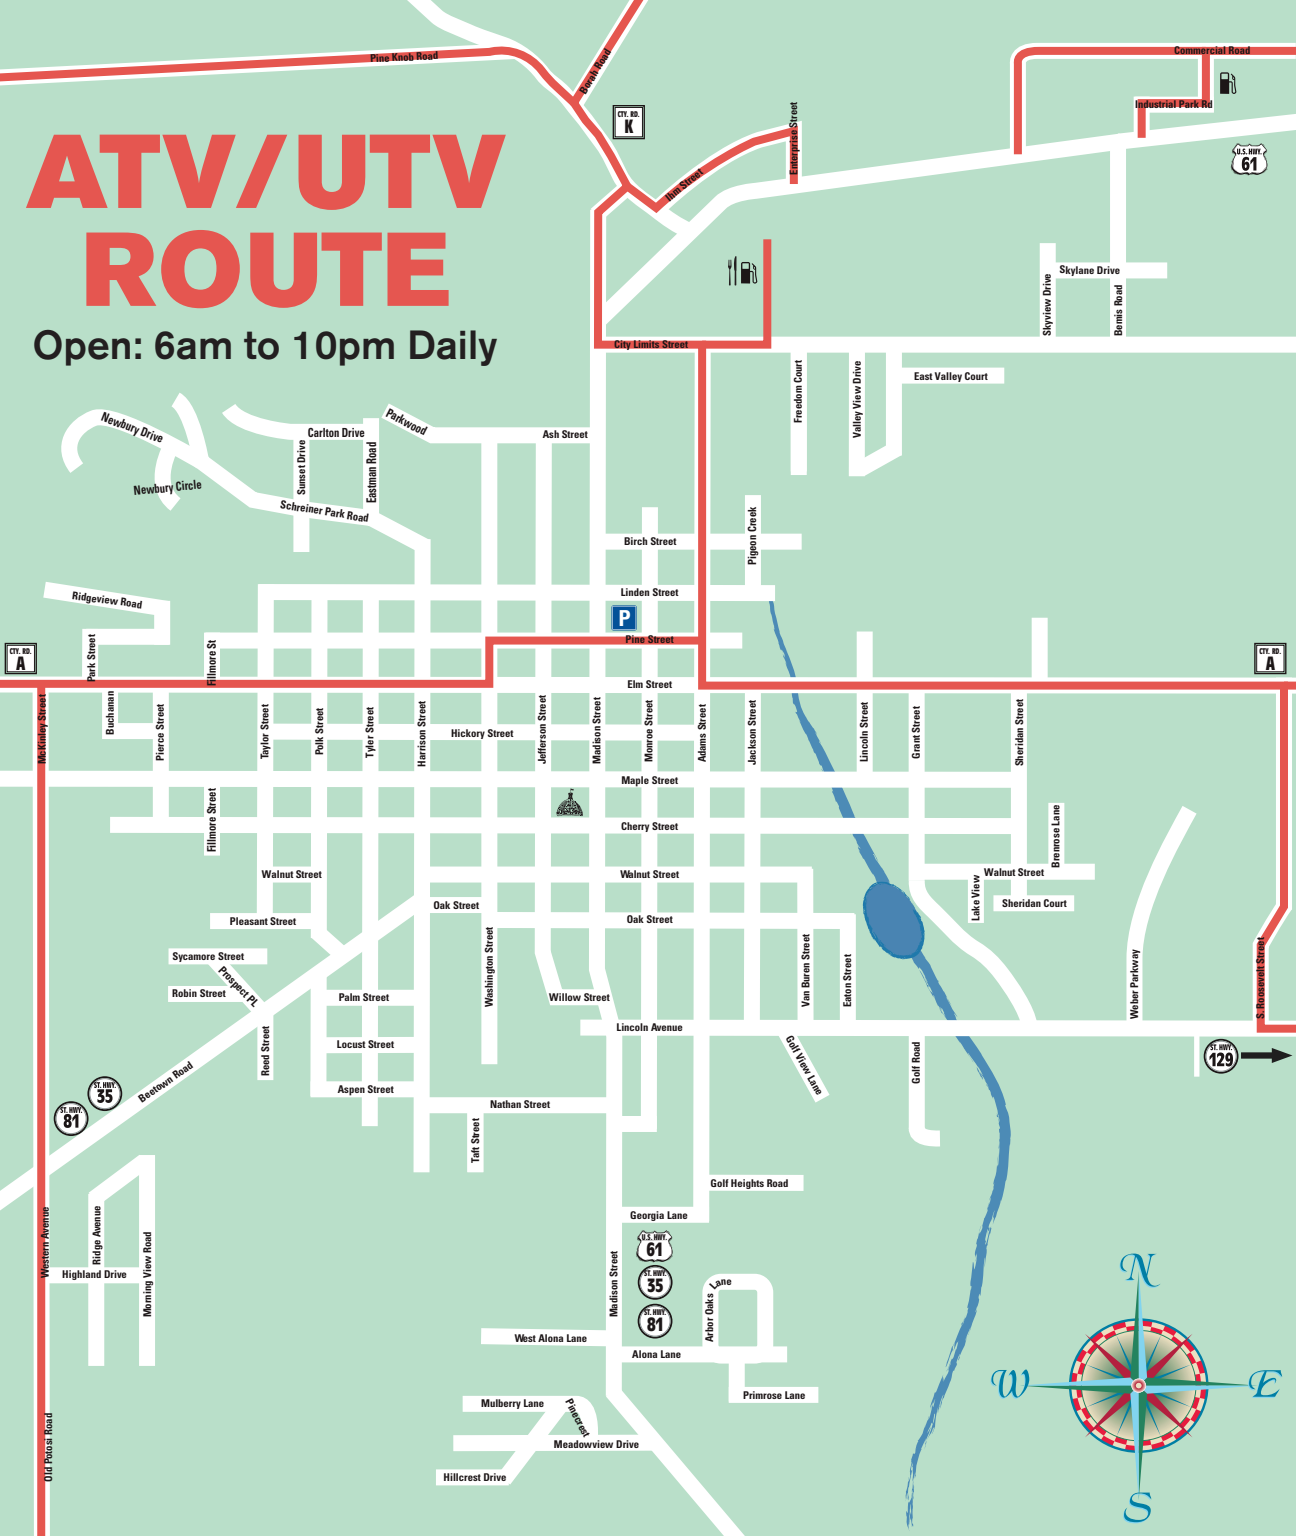 Pine Knob Road
Borah Road
Commercial Road
Industrial Park Rd
CTY. RD.
K
Enterprise Street
U.S. HWY.
61
Ihm Street
ATV/UTV
ROUTE
Open: 6am to 10pm Daily
Skylane Drive
Skyview Drive
Bemis Road
City Limits Street
Freedom Court
Valley View Drive
East Valley Court
Newbury Drive
Carlton Drive
Parkwood
Ash Street
Sunset Drive
Eastman Road
Newbury Circle
Schreiner Park Road
Birch Street
Pigeon Creek
Ridgeview Road
Linden Street
P
Pine Street
CTY. RD.
A
Park Street
Fillmore St
Elm Street
CTY. RD.
A
McKinley Street
Buchanan
Pierce Street
Taylor Street
Polk Street
Tyler Street
Harrison Street
Hickory Street
Jefferson Street
Madison Street
Monroe Street
Adams Street
Jackson Street
Lincoln Street
Grant Street
Sheridan Street
Maple Street
Fillmore Street
Cherry Street
Brenrose Lane
Walnut Street
Walnut Street
Walnut Street
Lake View
Sheridan Court
Oak Street
Pleasant Street
Oak Street
Sycamore Street
Prospect PL
Robin Street
Washington Street
Van Buren Street
Eaton Street
Weber Parkway
S. Roosevelt Street
Palm Street
Willow Street
Lincoln Avenue
Reed Street
Locust Street
Golf View Lane
Golf Road
ST. HWY.
129
Beetown Road
ST. HWY.
35
ST. HWY.
81
Aspen Street
Nathan Street
Taft Street
Golf Heights Road
Georgia Lane
Western Avenue
Ridge Avenue
Morning View Road
Highland Drive
U.S. HWY.
61
ST. HWY.
35
ST. HWY.
81
Madison Street
Arbor Oaks Lane
West Alona Lane
Alona Lane
Primrose Lane
Mulberry Lane
Pinecrest
Meadowview Drive
Hillcrest Drive
Old Potosi Road
N
W
E
S